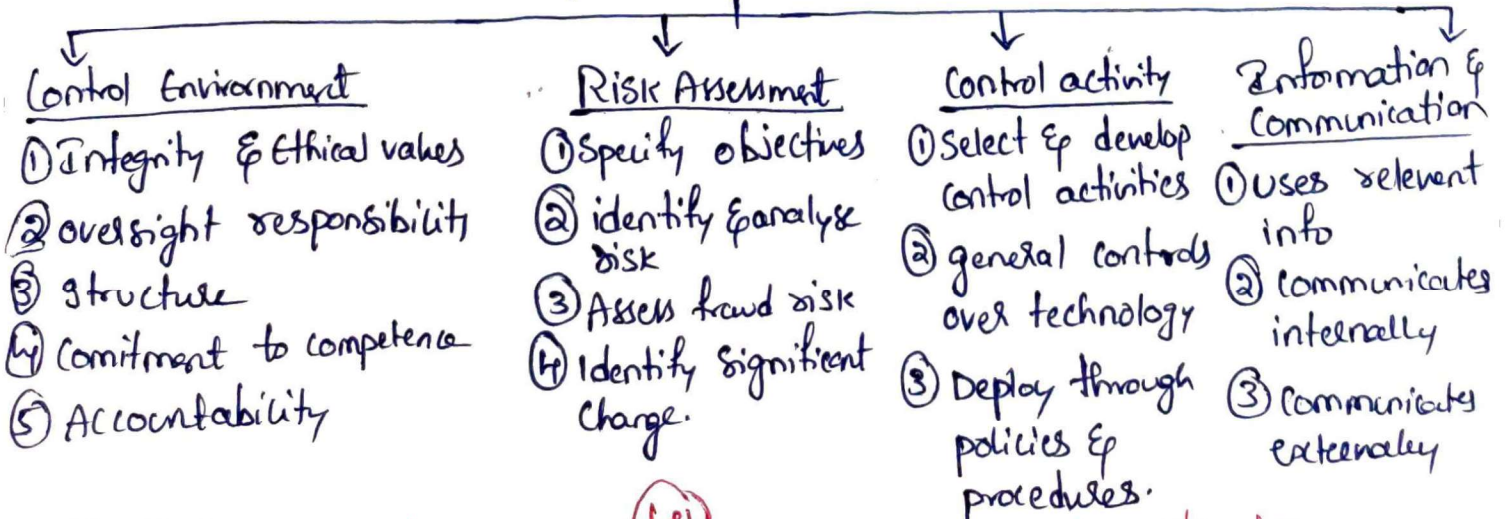 Control Environment
① Integrity & Ethical values
② oversight responsibility
③ structure
④ Comitment to competence
⑤ Accountability
Risk Assessment
① Specify objectives
② identify & analyse
risk
③ Assess fraud risk
④ Identify significant
change.
Control activity
① Select & develop
control activities
② general controls
over technology
③ Deploy through
policies &
procedures.
Information &
Communication
① uses relevent
info
② communicates
internally
③ Communicates
externaley